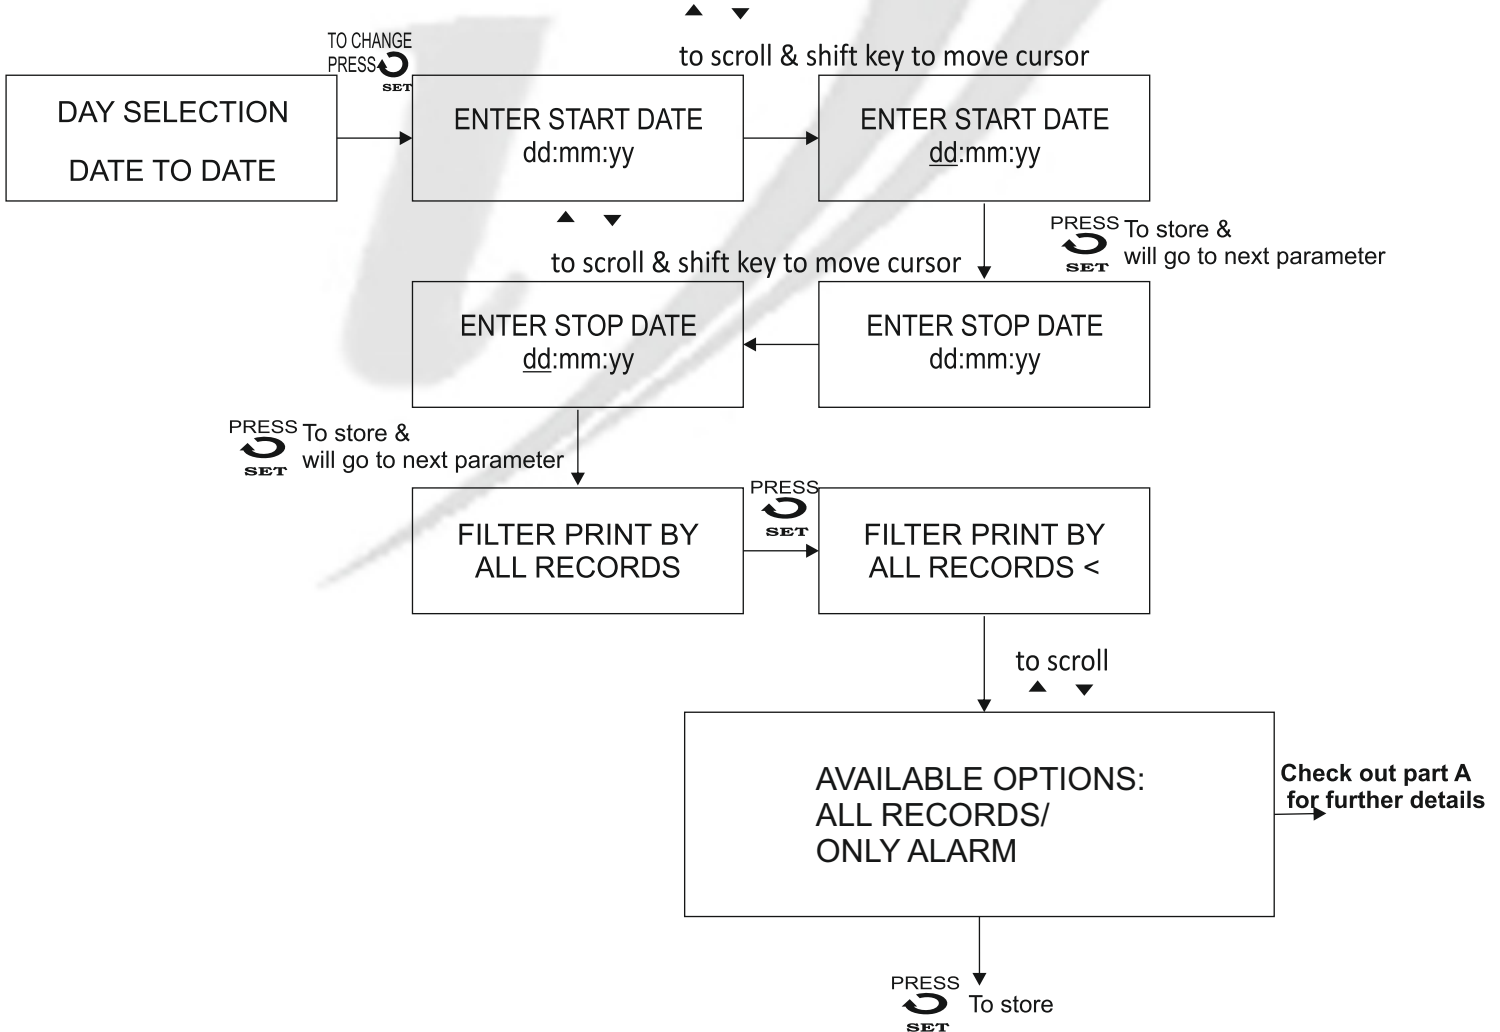 TO CHANGE
PRESS
SET
to scroll & shift key to move cursor
DAY SELECTION
DATE TO DATE
ENTER START DATE
dd:mm:yy
ENTER START DATE
dd:mm:yy
PRESS
SET
To store &
will go to next parameter
to scroll & shift key to move cursor
ENTER STOP DATE
dd:mm:yy
ENTER STOP DATE
dd:mm:yy
PRESS
SET
To store &
will go to next parameter
FILTER PRINT BY
ALL RECORDS
PRESS
SET
FILTER PRINT BY
ALL RECORDS <
to scroll
AVAILABLE OPTIONS:
ALL RECORDS/
ONLY ALARM
Check out part A
for further details
PRESS
SET
To store